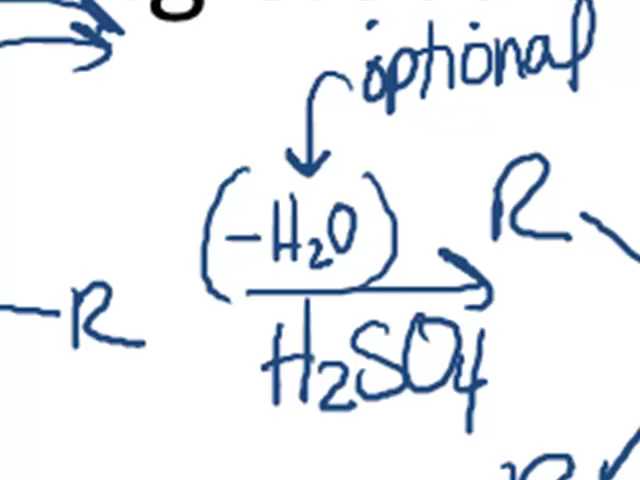 g
optional
(-H₂O)
R
R
H₂SO₄